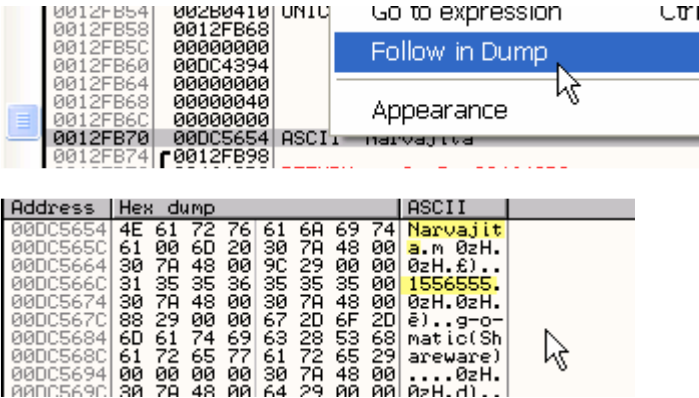 0012FB54 002B0410 UNIC
0012FB58 0012FB68
0012FB5C 00000000
0012FB60 00DC4394
0012FB64 00000000
0012FB68 00000040
0012FB6C 00000000
0012FB70 00DC5654 ASCII "Narvajita"
0012FB74 0012FB98
Go to expression Ctrl
Follow in Dump
Appearance
Address Hex dump ASCII
00DC5654 4E 61 72 76 61 6A 69 74 Narvajit
00DC565C 61 00 6D 20 30 7A 48 00 a.m 0zH.
00DC5664 30 7A 48 00 9C 29 00 00 0zH.£)..
00DC566C 31 35 35 36 35 35 35 00 1556555.
00DC5674 30 7A 48 00 30 7A 48 00 0zH.0zH.
00DC567C 88 29 00 00 67 2D 6F 2D ê)..g-o-
00DC5684 6D 61 74 69 63 28 53 68 matic(Sh
00DC568C 61 72 65 77 61 72 65 29 areware)
00DC5694 00 00 00 00 30 7A 48 00 ....0zH.
00DC569C 30 7A 48 00 64 29 00 00 0zH.d)..